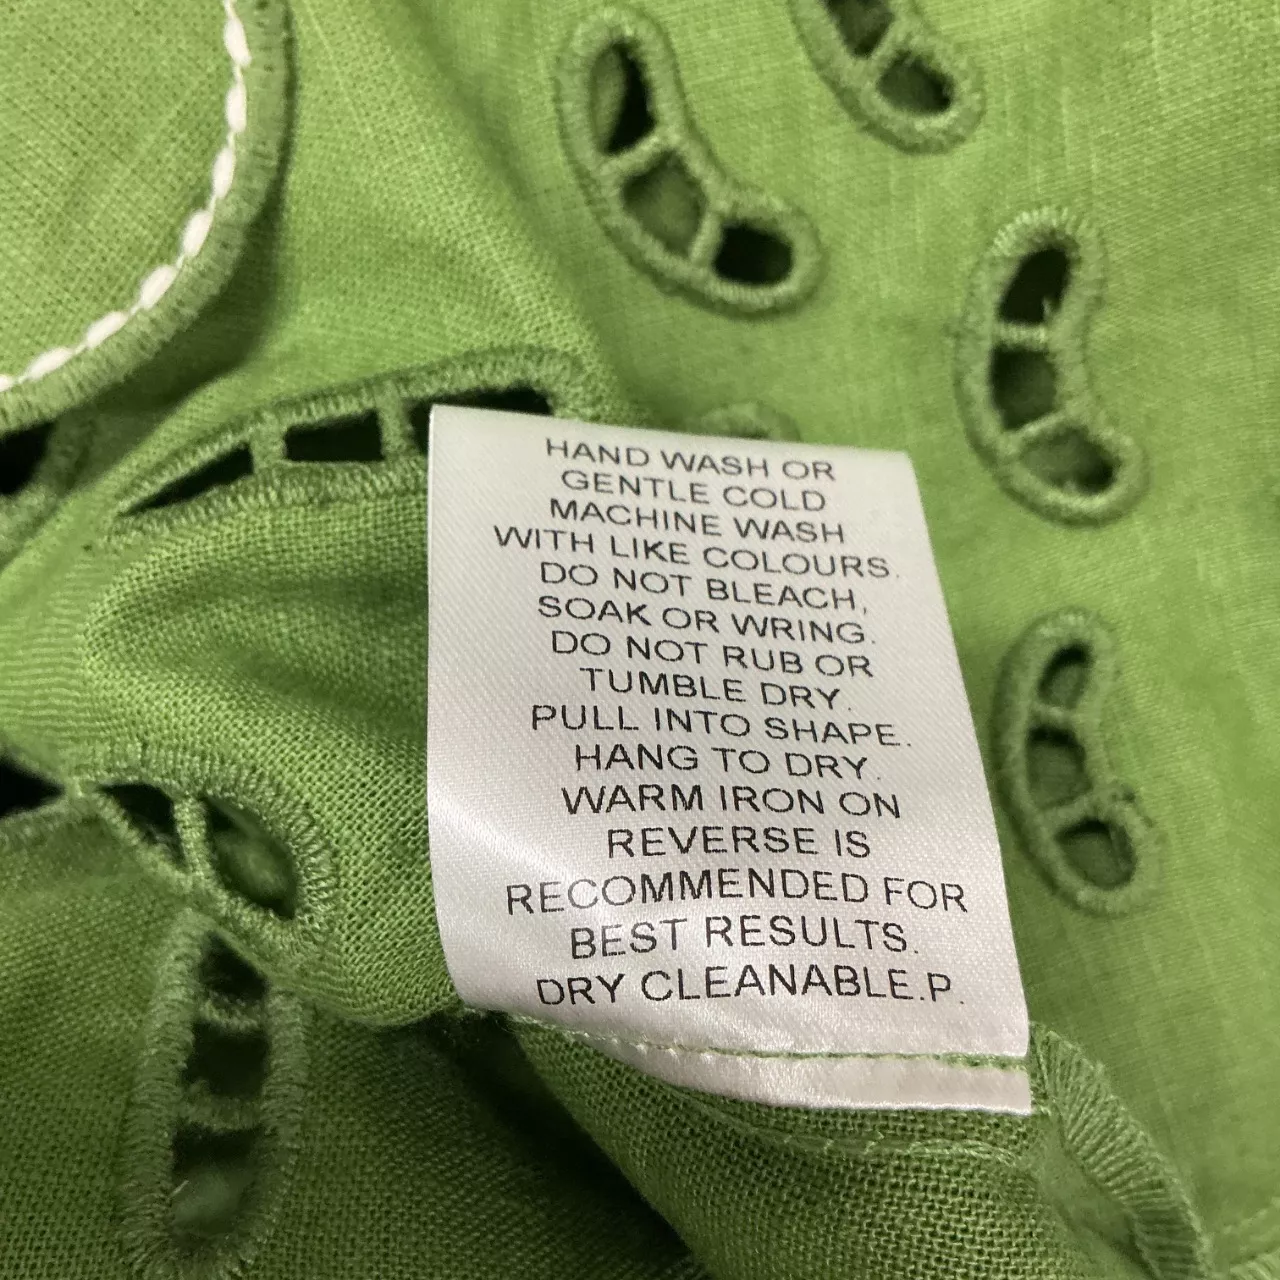 HAND WASH OR
GENTLE COLD
MACHINE WASH
WITH LIKE COLOURS.
DO NOT BLEACH,
SOAK OR WRING.
DO NOT RUB OR
TUMBLE DRY.
PULL INTO SHAPE.
HANG TO DRY.
WARM IRON ON
REVERSE IS
RECOMMENDED FOR
BEST RESULTS.
DRY CLEANABLE.P.